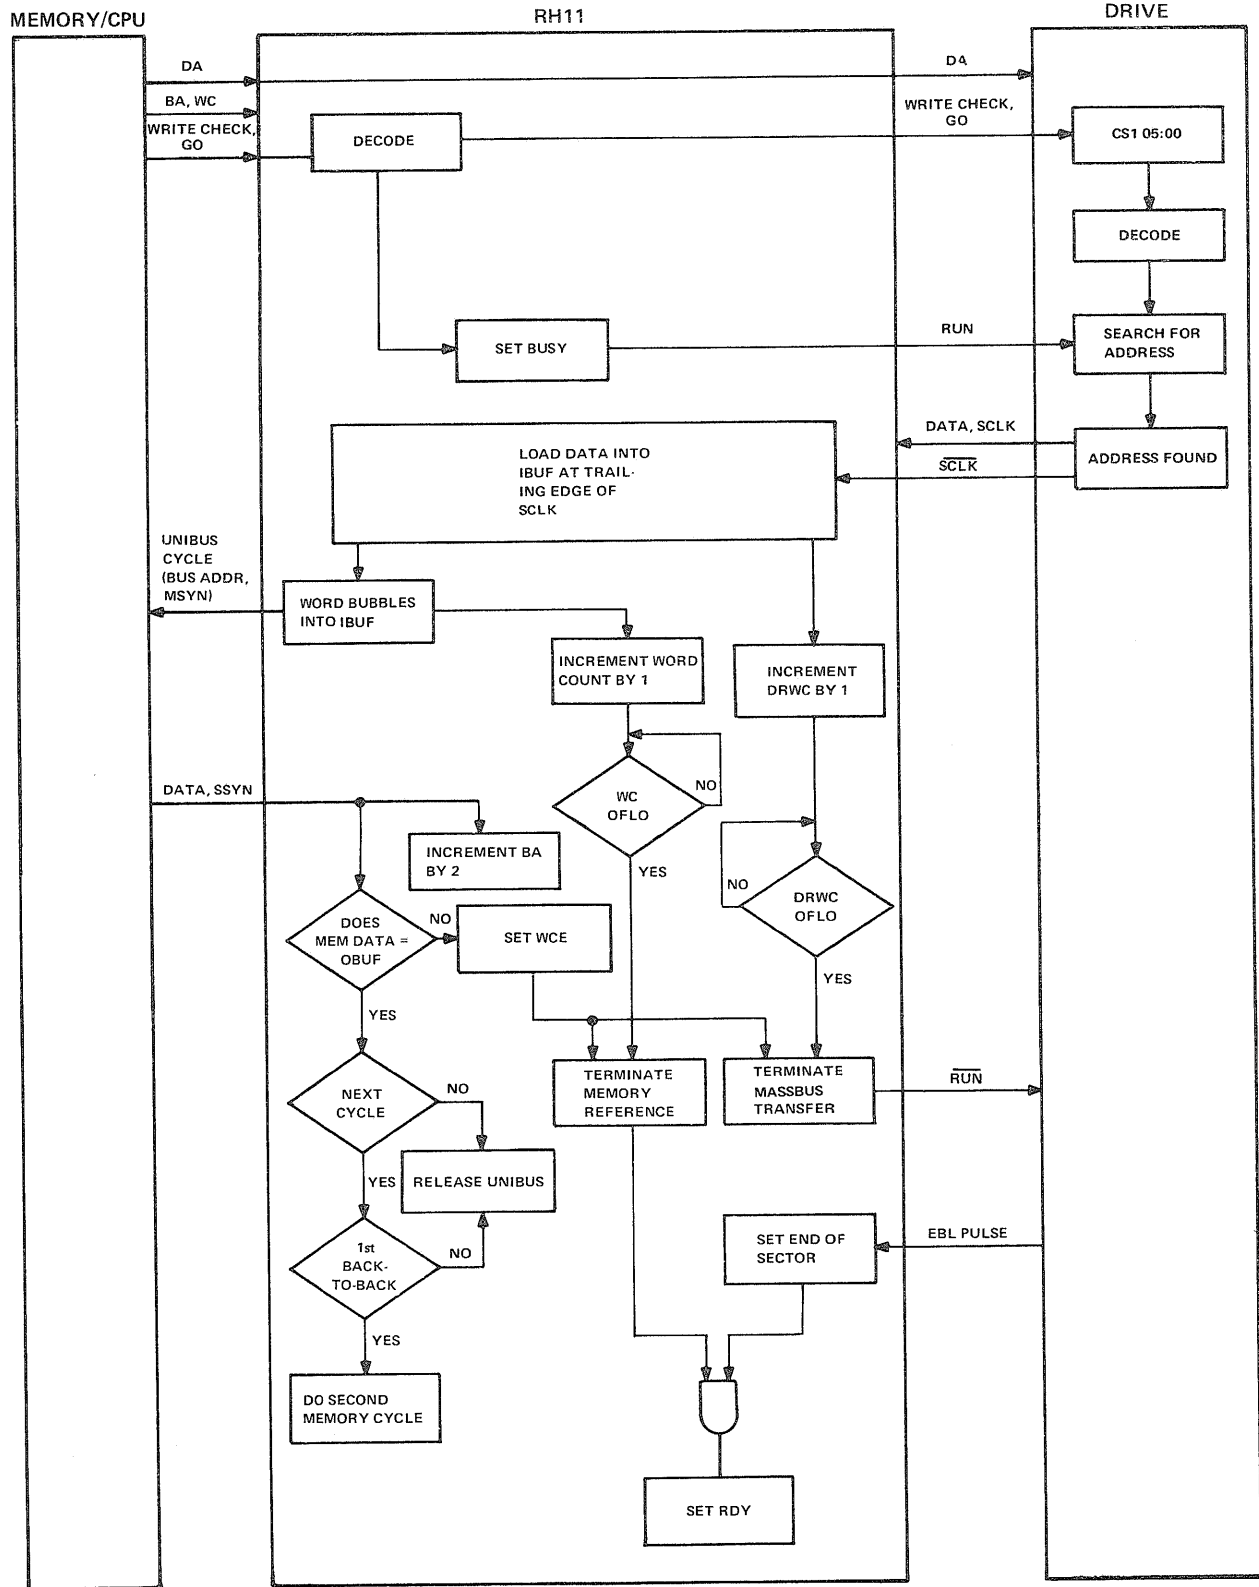 MEMORY/CPU
RH11
DRIVE
DA
DA
BA, WC
WRITE CHECK,
GO
WRITE CHECK,
GO
DECODE
CS1 05:00
DECODE
SET BUSY
RUN
SEARCH FOR
ADDRESS
DATA, SCLK
SCLK
ADDRESS FOUND
LOAD DATA INTO
IBUF AT TRAIL-
ING EDGE OF
SCLK
UNIBUS
CYCLE
(BUS ADDR,
MSYN)
WORD BUBBLES
INTO IBUF
INCREMENT WORD
COUNT BY 1
INCREMENT
DRWC BY 1
WC
OFLO
NO
YES
DATA, SSYN
INCREMENT BA
BY 2
NO
DRWC
OFLO
YES
DOES
MEM DATA =
OBUF
NO
SET WCE
YES
TERMINATE
MEMORY
REFERENCE
TERMINATE
MASSBUS
TRANSFER
RUN
NEXT
CYCLE
NO
YES
RELEASE UNIBUS
1st
BACK-
TO-BACK
NO
YES
SET END OF
SECTOR
EBL PULSE
DO SECOND
MEMORY CYCLE
SET RDY